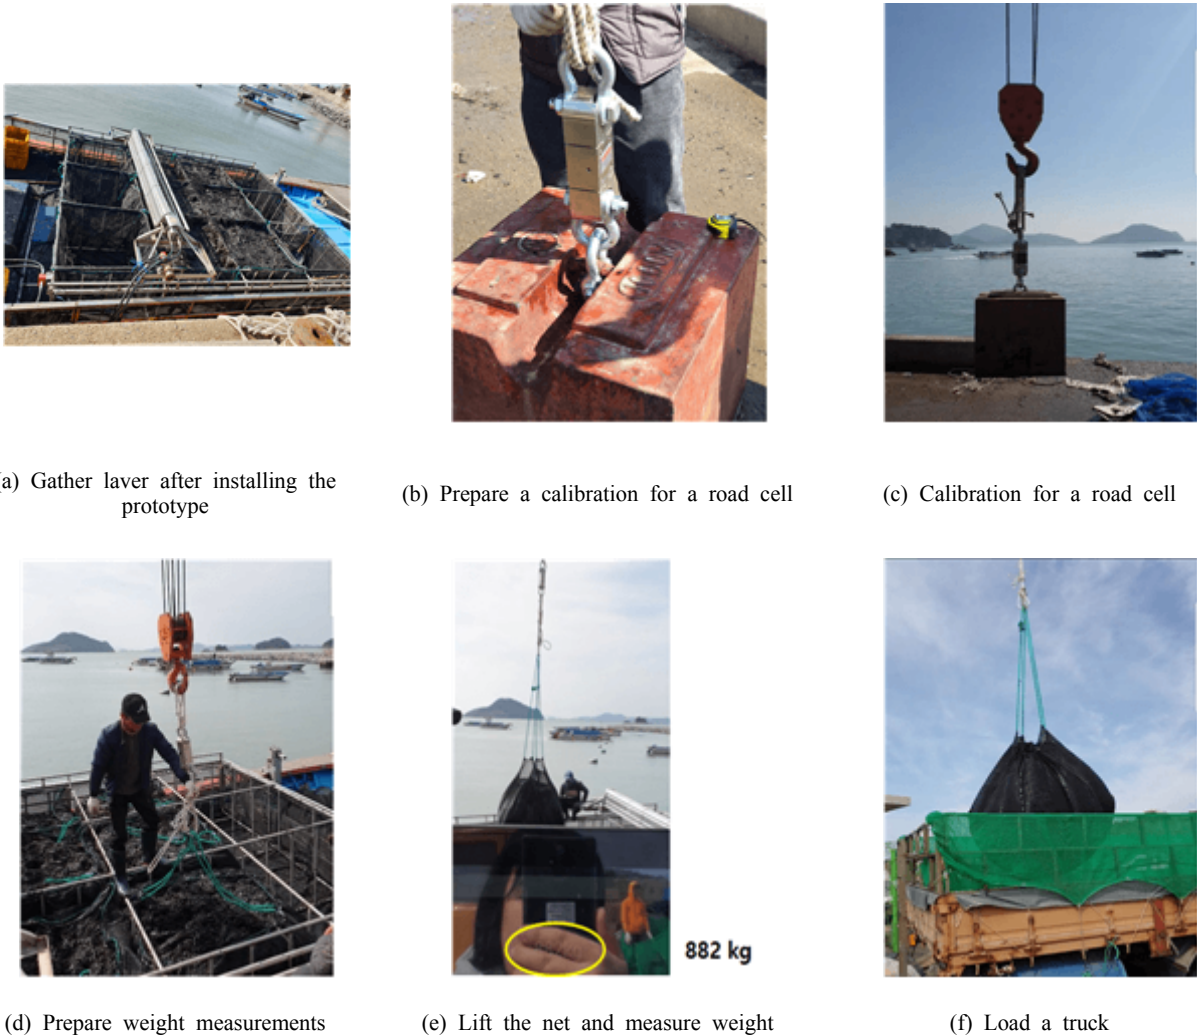 (a) Gather laver after installing the
prototype
(b) Prepare a calibration for a road cell
(c) Calibration for a road cell
882 kg
(d) Prepare weight measurements
(e) Lift the net and measure weight
(f) Load a truck